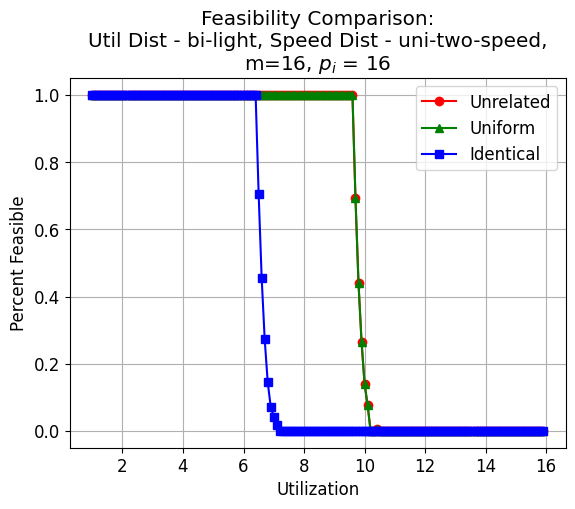 Feasibility Comparison:
Util Dist - bi-light, Speed Dist - uni-two-speed,
m=16, p_i = 16
1.0
0.8
0.6
0.4
0.2
0.0
Percent Feasible
Unrelated
Uniform
Identical
2 4 6 8 10 12 14 16
Utilization